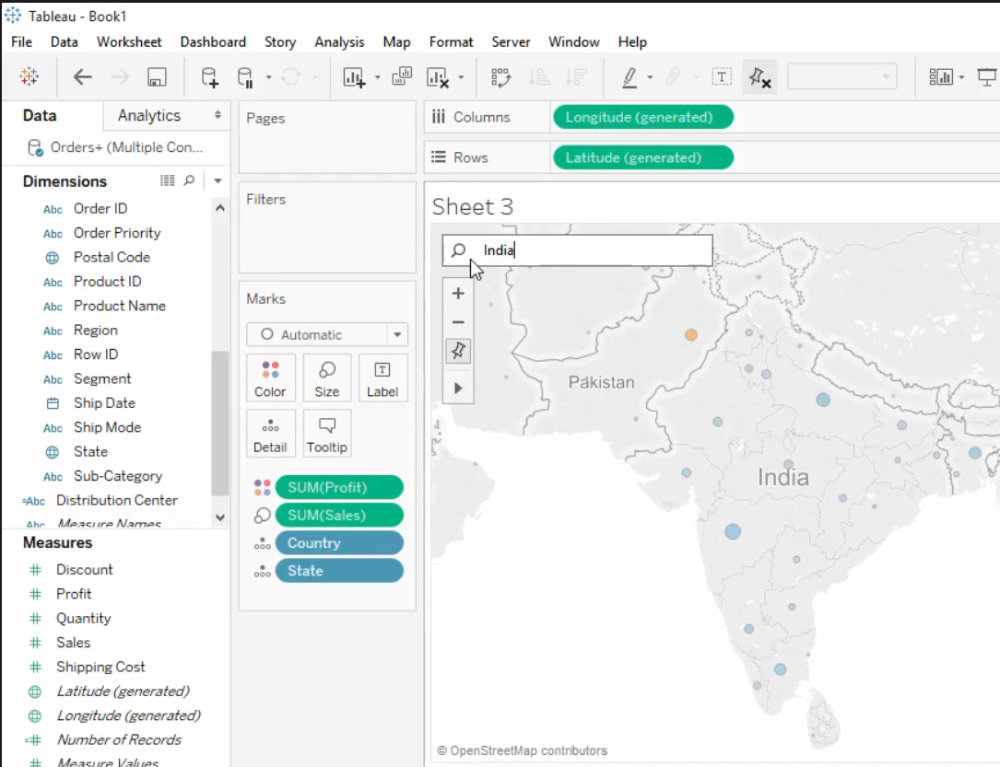 Tableau - Book1
File Data Worksheet Dashboard Story Analysis Map Format Server Window Help
Data Analytics
Orders+ (Multiple Con...
Dimensions
Abc Order ID
Abc Order Priority
Postal Code
Abc Product ID
Abc Product Name
Abc Region
Abc Row ID
Abc Segment
Ship Date
Abc Ship Mode
State
Abc Sub-Category
=Abc Distribution Center
Abc Measure Names
Measures
# Discount
# Profit
# Quantity
# Sales
# Shipping Cost
Latitude (generated)
Longitude (generated)
=# Number of Records
# Measure Values
Pages
Filters
Marks
Automatic
Color Size Label
Detail Tooltip
SUM(Profit)
SUM(Sales)
Country
State
Columns Longitude (generated)
Rows Latitude (generated)
Sheet 3
India
Pakistan
India
© OpenStreetMap contributors